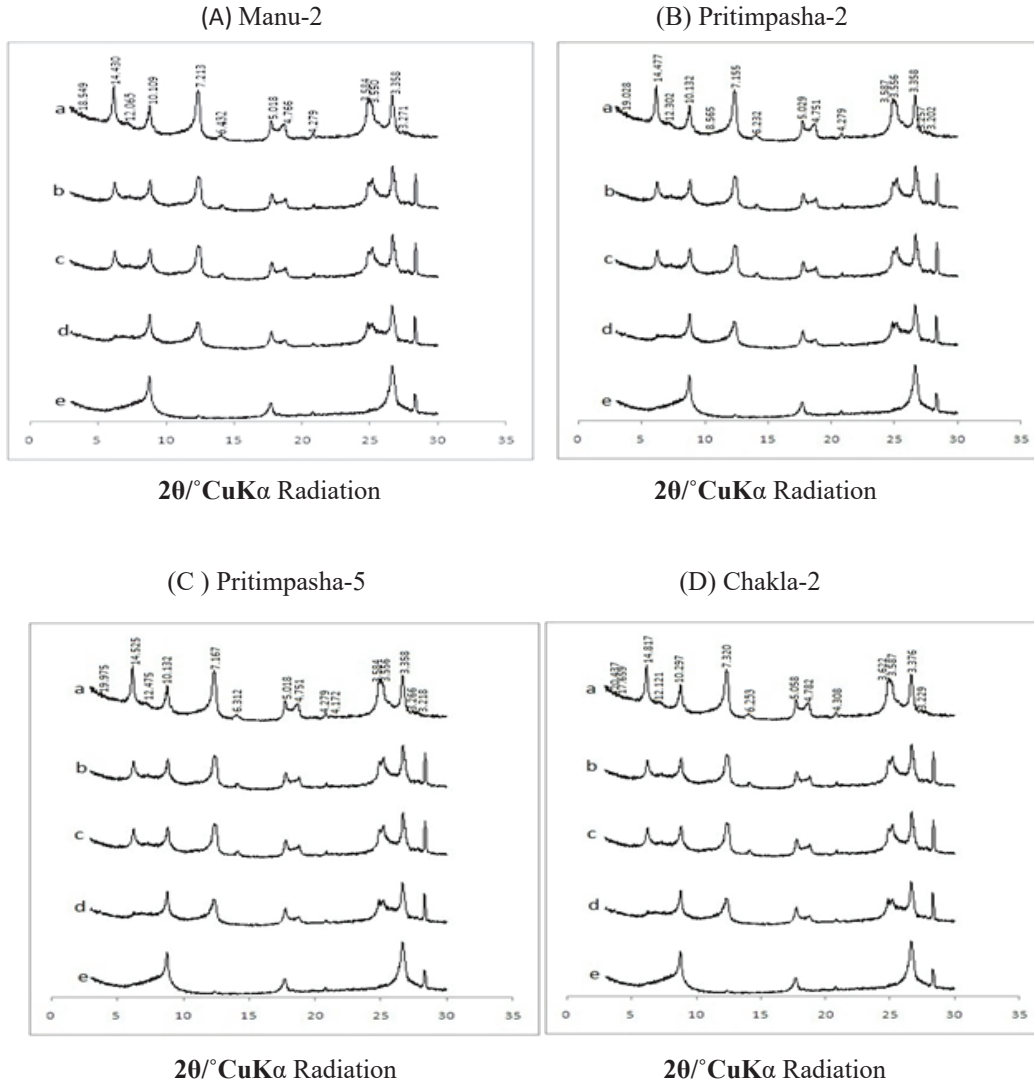 (A) Manu-2
(B) Pritimpasha-2
18.549 14.430 12.065 10.109 7.213 6.432 5.018 4.766 4.279 3.584 3.550 3.358 3.271
a
b
c
d
e
0 5 10 15 20 25 30 35
2θ/˚CuKα Radiation
19.028 14.477 12.302 10.132 8.565 7.155 6.232 5.029 4.751 4.279 3.587 3.556 3.358 3.202
a
b
c
d
e
0 5 10 15 20 25 30 35
2θ/˚CuKα Radiation
(C ) Pritimpasha-5
(D) Chakla-2
19.975 14.525 12.475 10.132 7.167 6.312 5.018 4.751 4.279 4.172 3.584 3.556 3.358 3.266 3.218
a
b
c
d
e
0 5 10 15 20 25 30 35
2θ/˚CuKα Radiation
20.437 14.817 12.121 10.297 7.320 6.253 5.058 4.782 4.308 3.622 3.587 3.376 3.229
a
b
c
d
e
0 5 10 15 20 25 30 35
2θ/˚CuKα Radiation